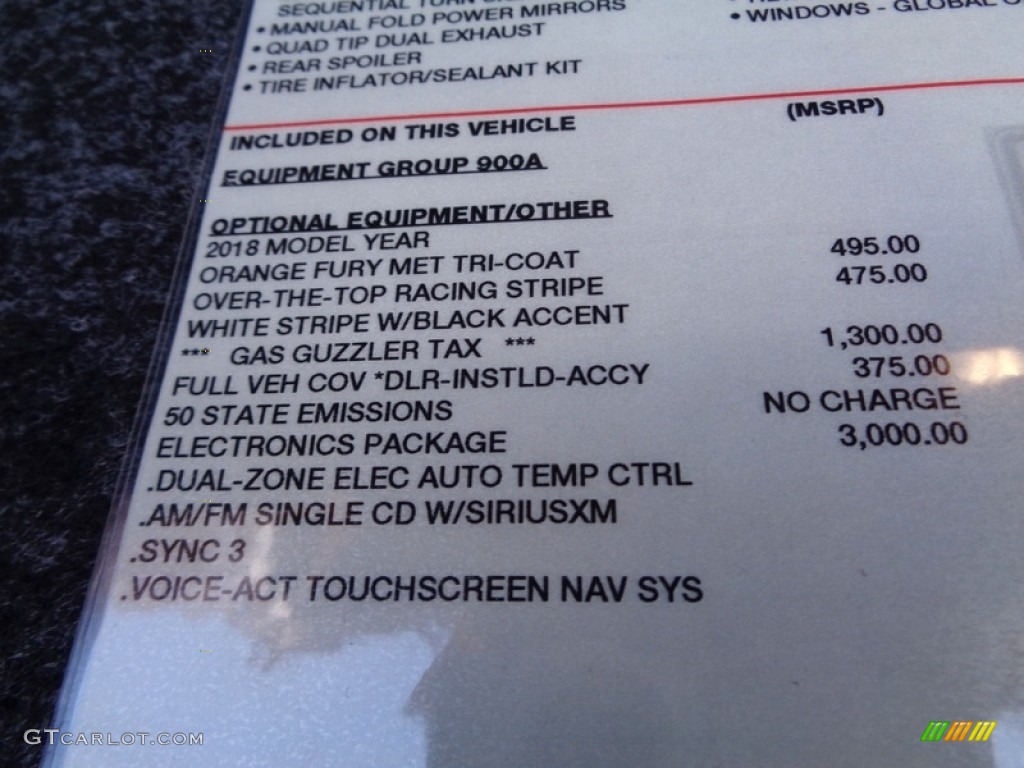 SEQUENTIAL TURN
• MANUAL FOLD POWER MIRRORS
• QUAD TIP DUAL EXHAUST
• REAR SPOILER
• TIRE INFLATOR/SEALANT KIT
• WINDOWS - GLOBAL
INCLUDED ON THIS VEHICLE (MSRP)
EQUIPMENT GROUP 900A
OPTIONAL EQUIPMENT/OTHER
2018 MODEL YEAR
ORANGE FURY MET TRI-COAT 495.00
OVER-THE-TOP RACING STRIPE 475.00
WHITE STRIPE W/BLACK ACCENT
*** GAS GUZZLER TAX *** 1,300.00
FULL VEH COV *DLR-INSTLD-ACCY 375.00
50 STATE EMISSIONS NO CHARGE
ELECTRONICS PACKAGE 3,000.00
.DUAL-ZONE ELEC AUTO TEMP CTRL
.AM/FM SINGLE CD W/SIRIUSXM
.SYNC 3
.VOICE-ACT TOUCHSCREEN NAV SYS
GTCARLOT.COM